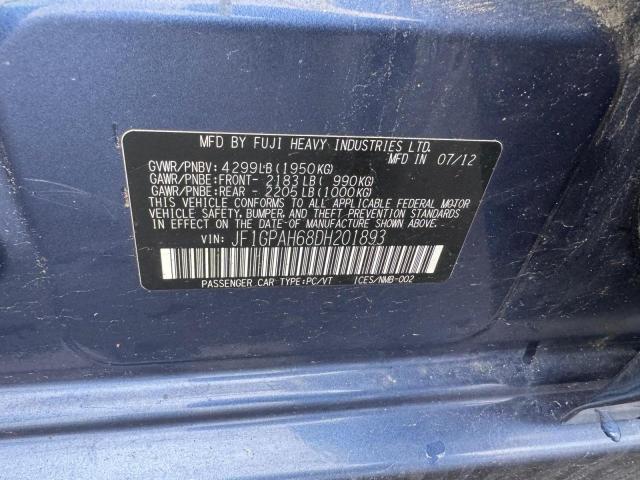 MFD BY FUJI HEAVY INDUSTRIES LTD.
MFD IN 07/12
GVWR/PNBV: 4299LB(1950KG)
GAWR/PNBE:FRONT- 2183LB( 990KG)
GAWR/PNBE:REAR - 2205LB(1000KG)
THIS VEHICLE CONFORMS TO ALL APPLICABLE FEDERAL MOTOR
VEHICLE SAFETY, BUMPER, AND THEFT PREVENTION STANDARDS
IN EFFECT ON THE DATE OF MANUFACTURE SHOWN ABOVE.
VIN: JF1GPAH68DH201893
PASSENGER CAR TYPE:PC/VT ICES/NMB-002